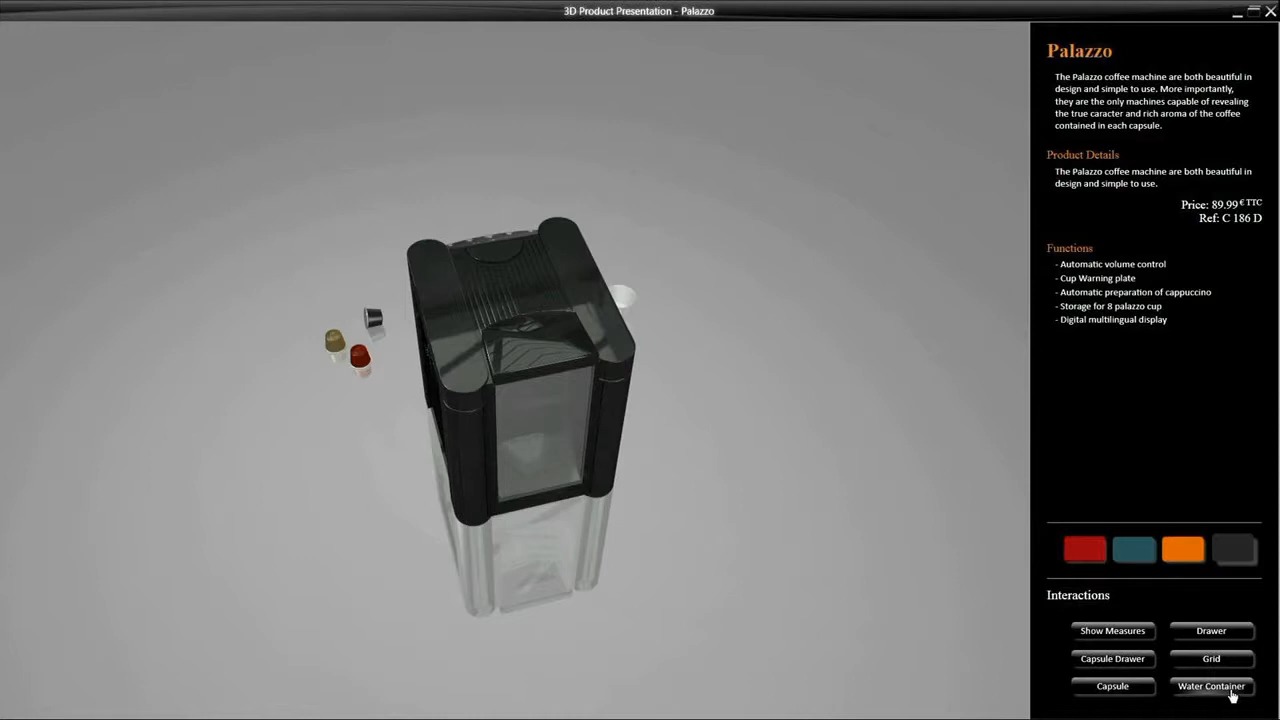 3D Product Presentation - Palazzo
Palazzo
The Palazzo coffee machine are both beautiful in
design and simple to use. More importantly,
they are the only machines capable of revealing
the true caracter and rich aroma of the coffee
contained in each capsule.
Product Details
The Palazzo coffee machine are both beautiful in
design and simple to use.
Price: 89.99€ TTC
Ref: C 186 D
Functions
- Automatic volume control
- Cup Warning plate
- Automatic preparation of cappuccino
- Storage for 8 palazzo cup
- Digital multilingual display
Interactions
Show Measures
Drawer
Capsule Drawer
Grid
Capsule
Water Container